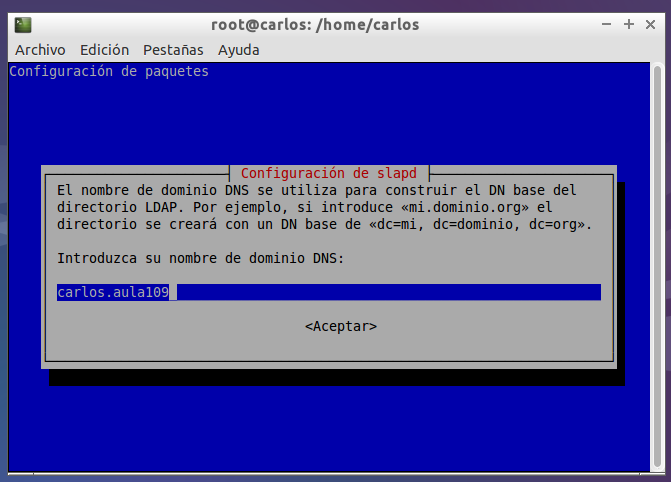 root@carlos: /home/carlos
Archivo Edición Pestañas Ayuda
Configuración de paquetes
Configuración de slapd
El nombre de dominio DNS se utiliza para construir el DN base del
directorio LDAP. Por ejemplo, si introduce «mi.dominio.org» el
directorio se creará con un DN base de «dc=mi, dc=dominio, dc=org».
Introduzca su nombre de dominio DNS:
carlos.aula109
<Aceptar>